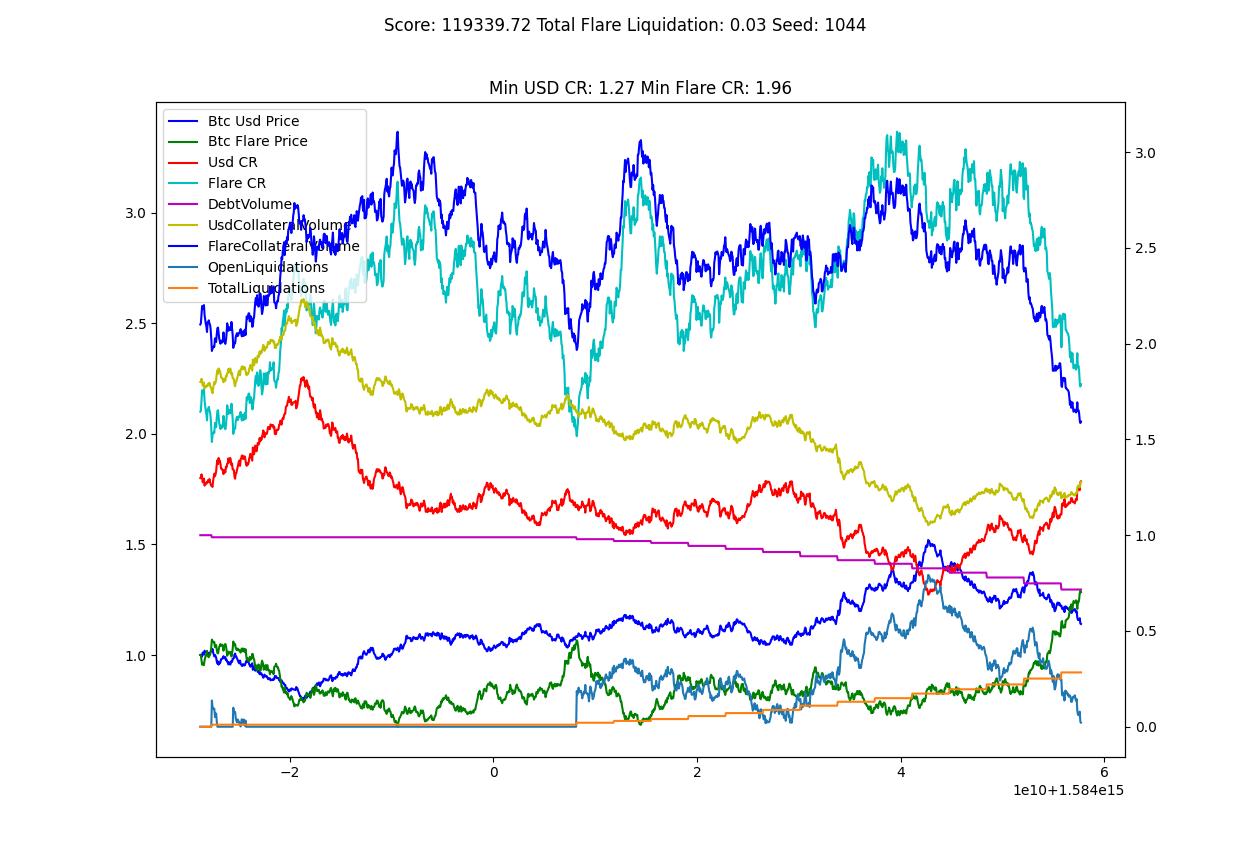 Score: 119339.72 Total Flare Liquidation: 0.03 Seed: 1044
Min USD CR: 1.27 Min Flare CR: 1.96
Btc Usd Price
Btc Flare Price
Usd CR
Flare CR
DebtVolume
UsdCollateralVolume
FlareCollateralVolume
OpenLiquidations
TotalLiquidations
3.0
2.5
2.0
1.5
1.0
3.0
2.5
2.0
1.5
1.0
0.5
0.0
−2 0 2 4 6
1e10+1.584e15